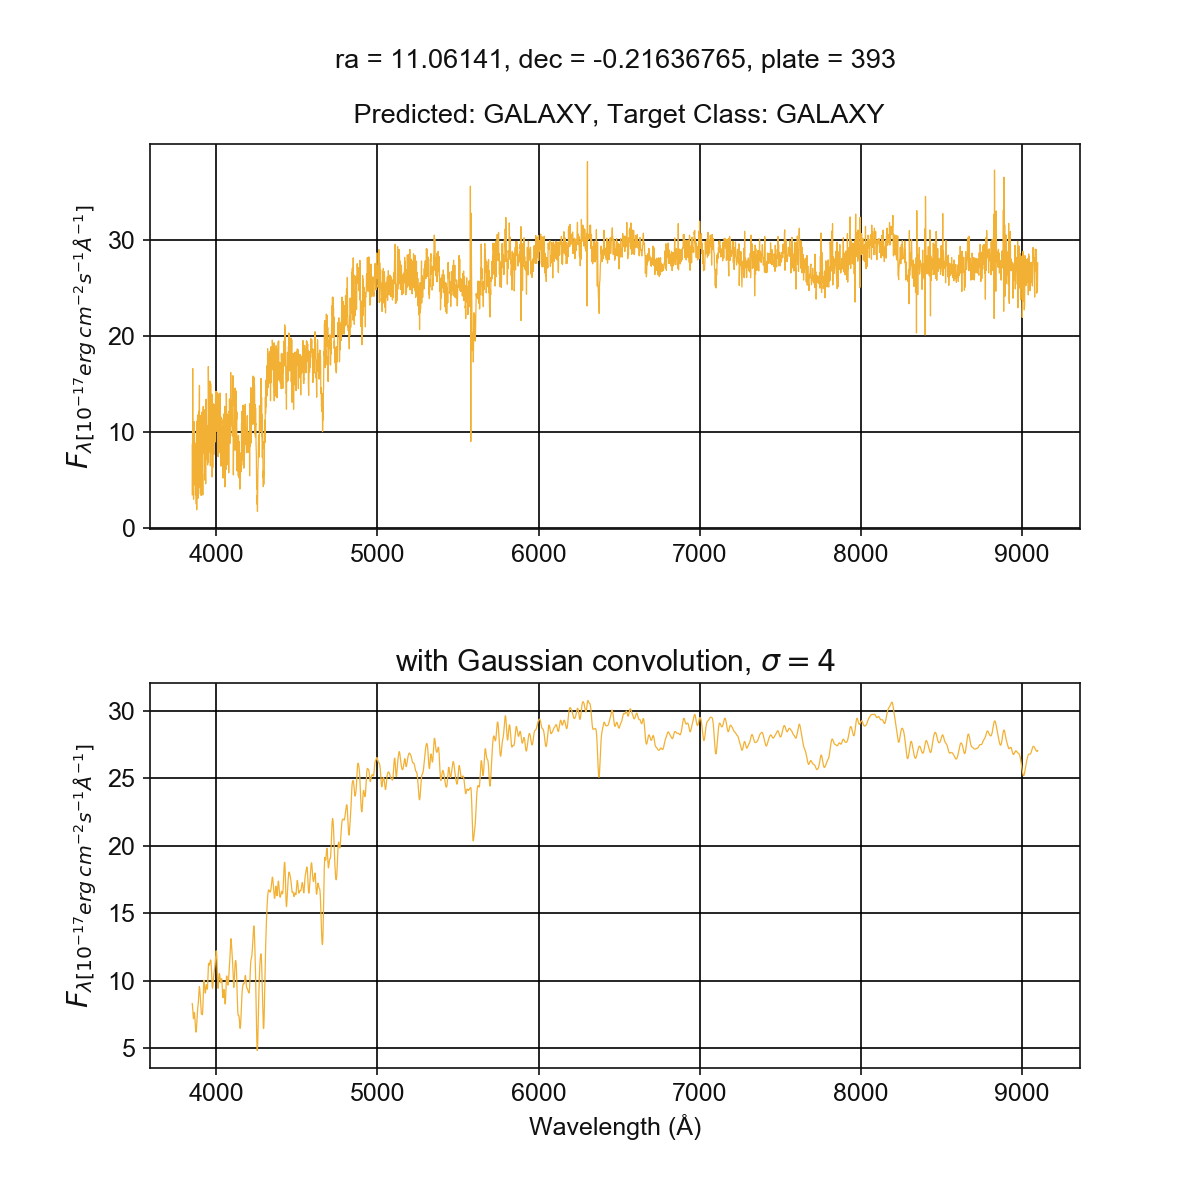 ra = 11.06141, dec = -0.21636765, plate = 393
Predicted: GALAXY, Target Class: GALAXY
F_λ[10⁻¹⁷ erg cm⁻² s⁻¹ Å⁻¹]
30
20
10
0
4000 5000 6000 7000 8000 9000
with Gaussian convolution, σ = 4
F_λ[10⁻¹⁷ erg cm⁻² s⁻¹ Å⁻¹]
30
25
20
15
10
5
4000 5000 6000 7000 8000 9000
Wavelength (Å)